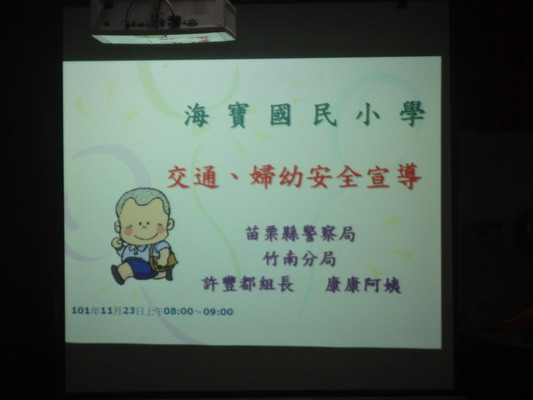 海寶國民小學
交通、婦幼安全宣導
苗栗縣警察局
竹南分局
許豐都組長 康康阿姨
101年11月23日上午08:00~09:00